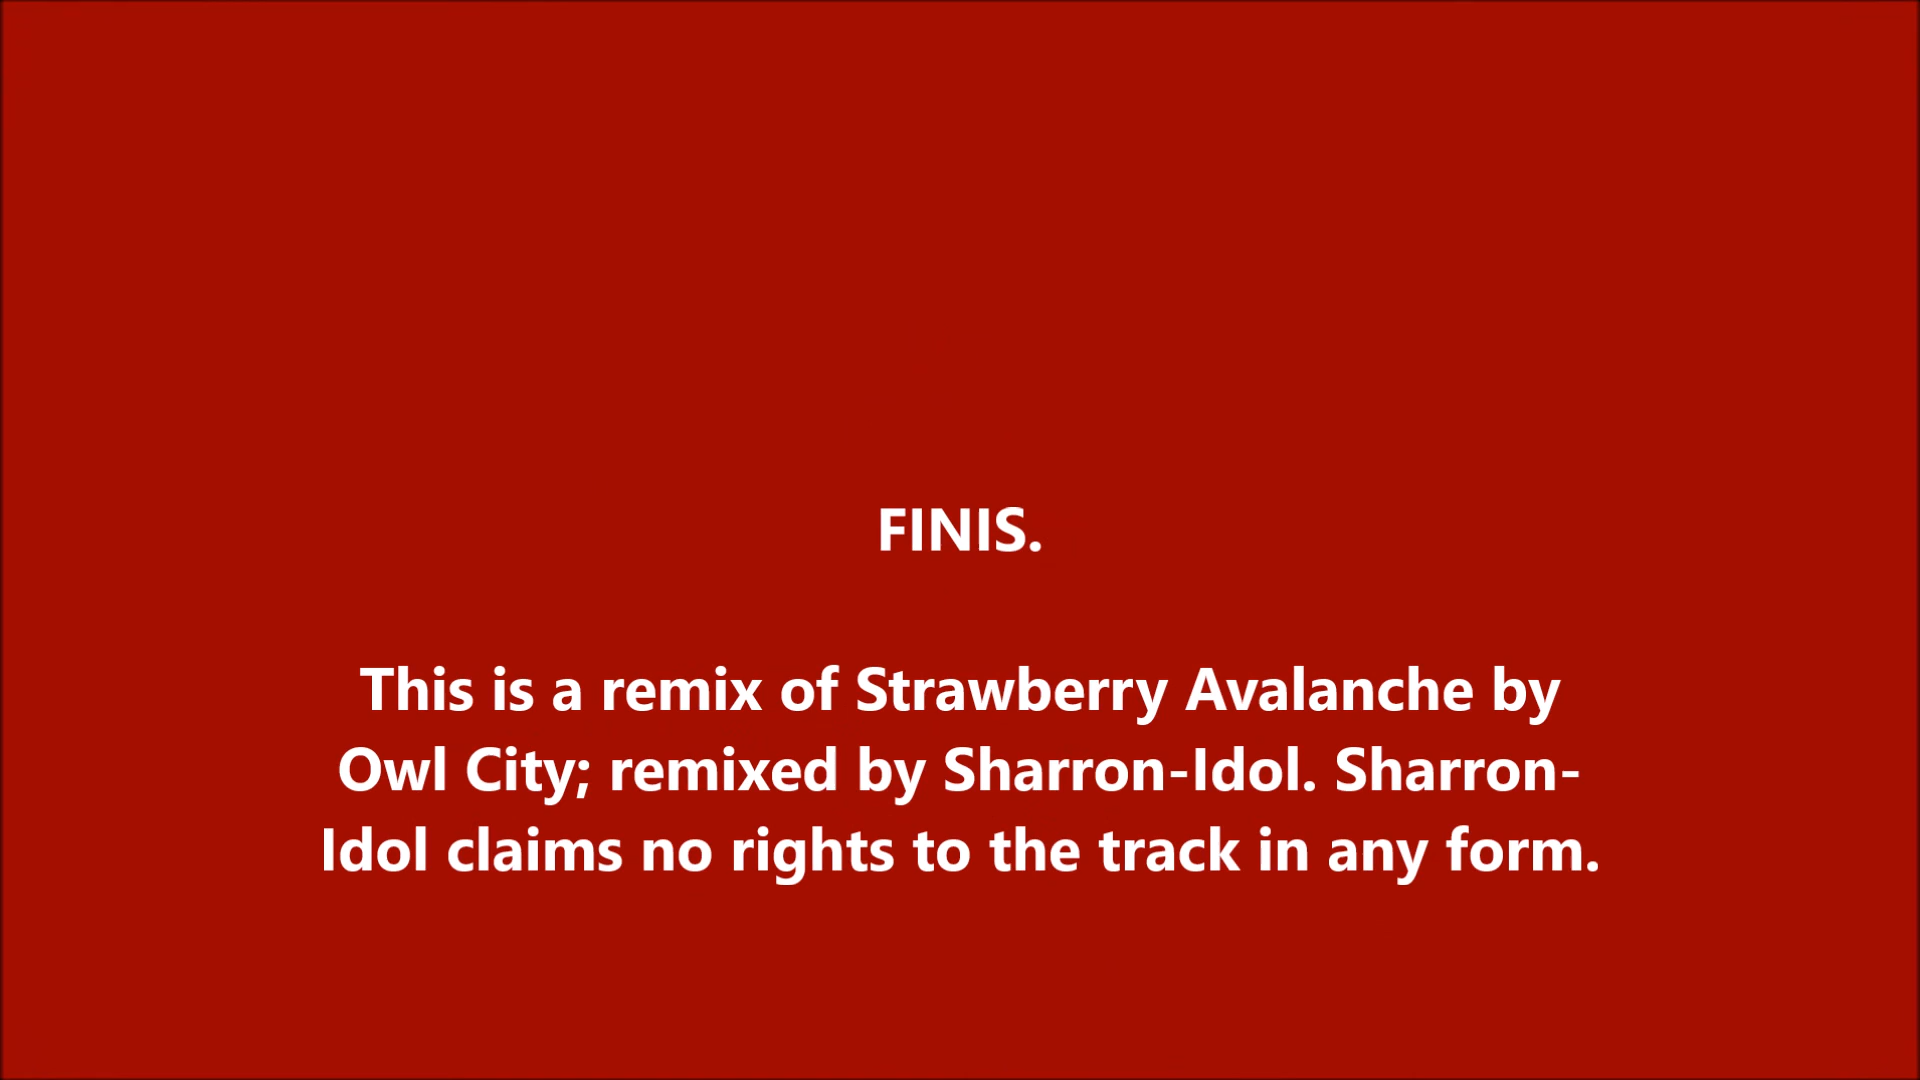 FINIS.
This is a remix of Strawberry Avalanche by
Owl City; remixed by Sharron-Idol. Sharron-
Idol claims no rights to the track in any form.